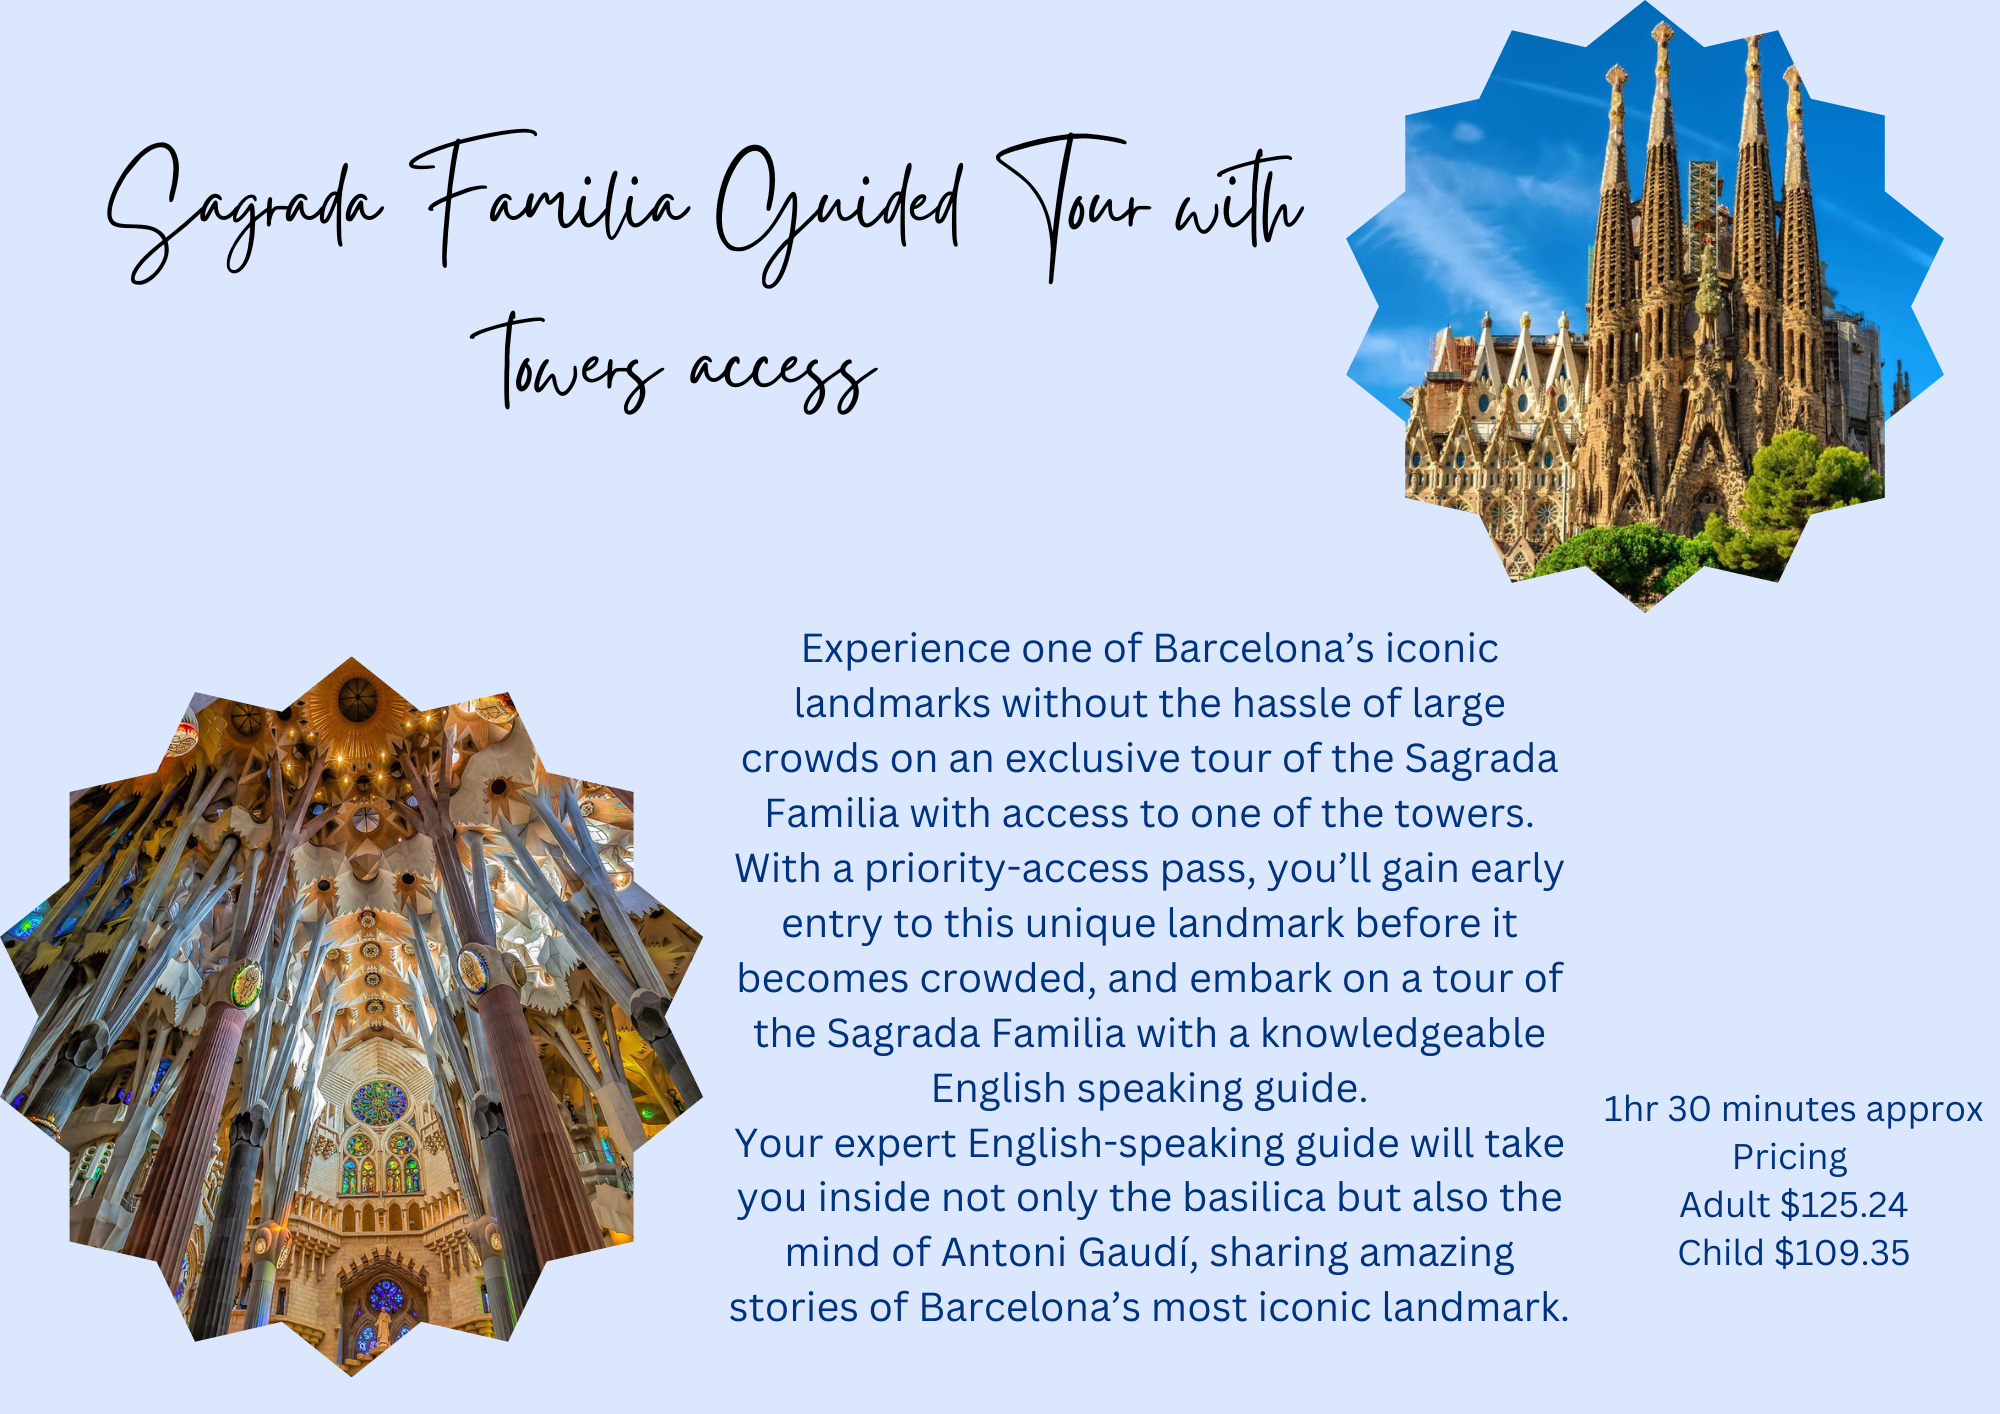 Sagrada Familia Guided Tour with
Towers access
Experience one of Barcelona’s iconic
landmarks without the hassle of large
crowds on an exclusive tour of the Sagrada
Familia with access to one of the towers.
With a priority-access pass, you’ll gain early
entry to this unique landmark before it
becomes crowded, and embark on a tour of
the Sagrada Familia with a knowledgeable
English speaking guide.
Your expert English-speaking guide will take
you inside not only the basilica but also the
mind of Antoni Gaudí, sharing amazing
stories of Barcelona’s most iconic landmark.
1hr 30 minutes approx
Pricing
Adult $125.24
Child $109.35